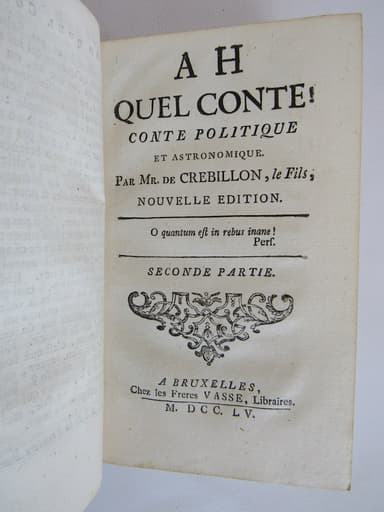 A H
QUEL CONTE!
CONTE POLITIQUE
ET ASTRONOMIQUE.
PAR MR. DE CREBILLON, le Fils;
NOUVELLE EDITION.
O quantum eſt in rebus inane!
Perſ.
SECONDE PARTIE.
A BRUXELLES,
Chez les Freres VASSE, Libraires.
M. DCC. LV.